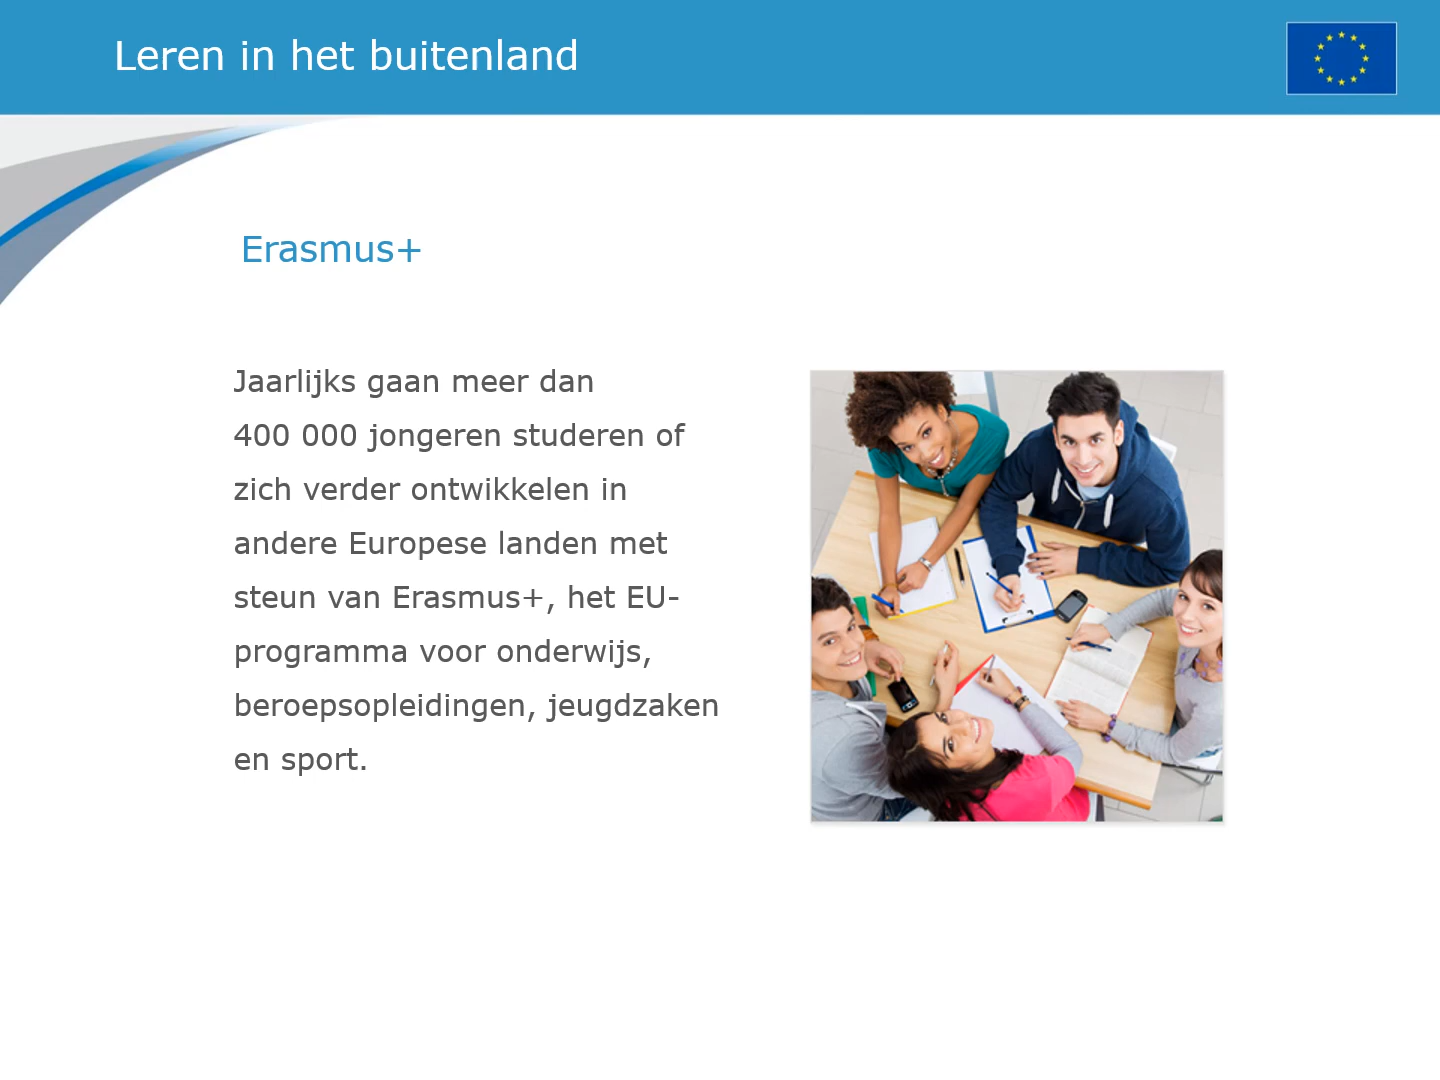 Leren in het buitenland
Erasmus+
Jaarlijks gaan meer dan
400 000 jongeren studeren of
zich verder ontwikkelen in
andere Europese landen met
steun van Erasmus+, het EU-
programma voor onderwijs,
beroepsopleidingen, jeugdzaken
en sport.